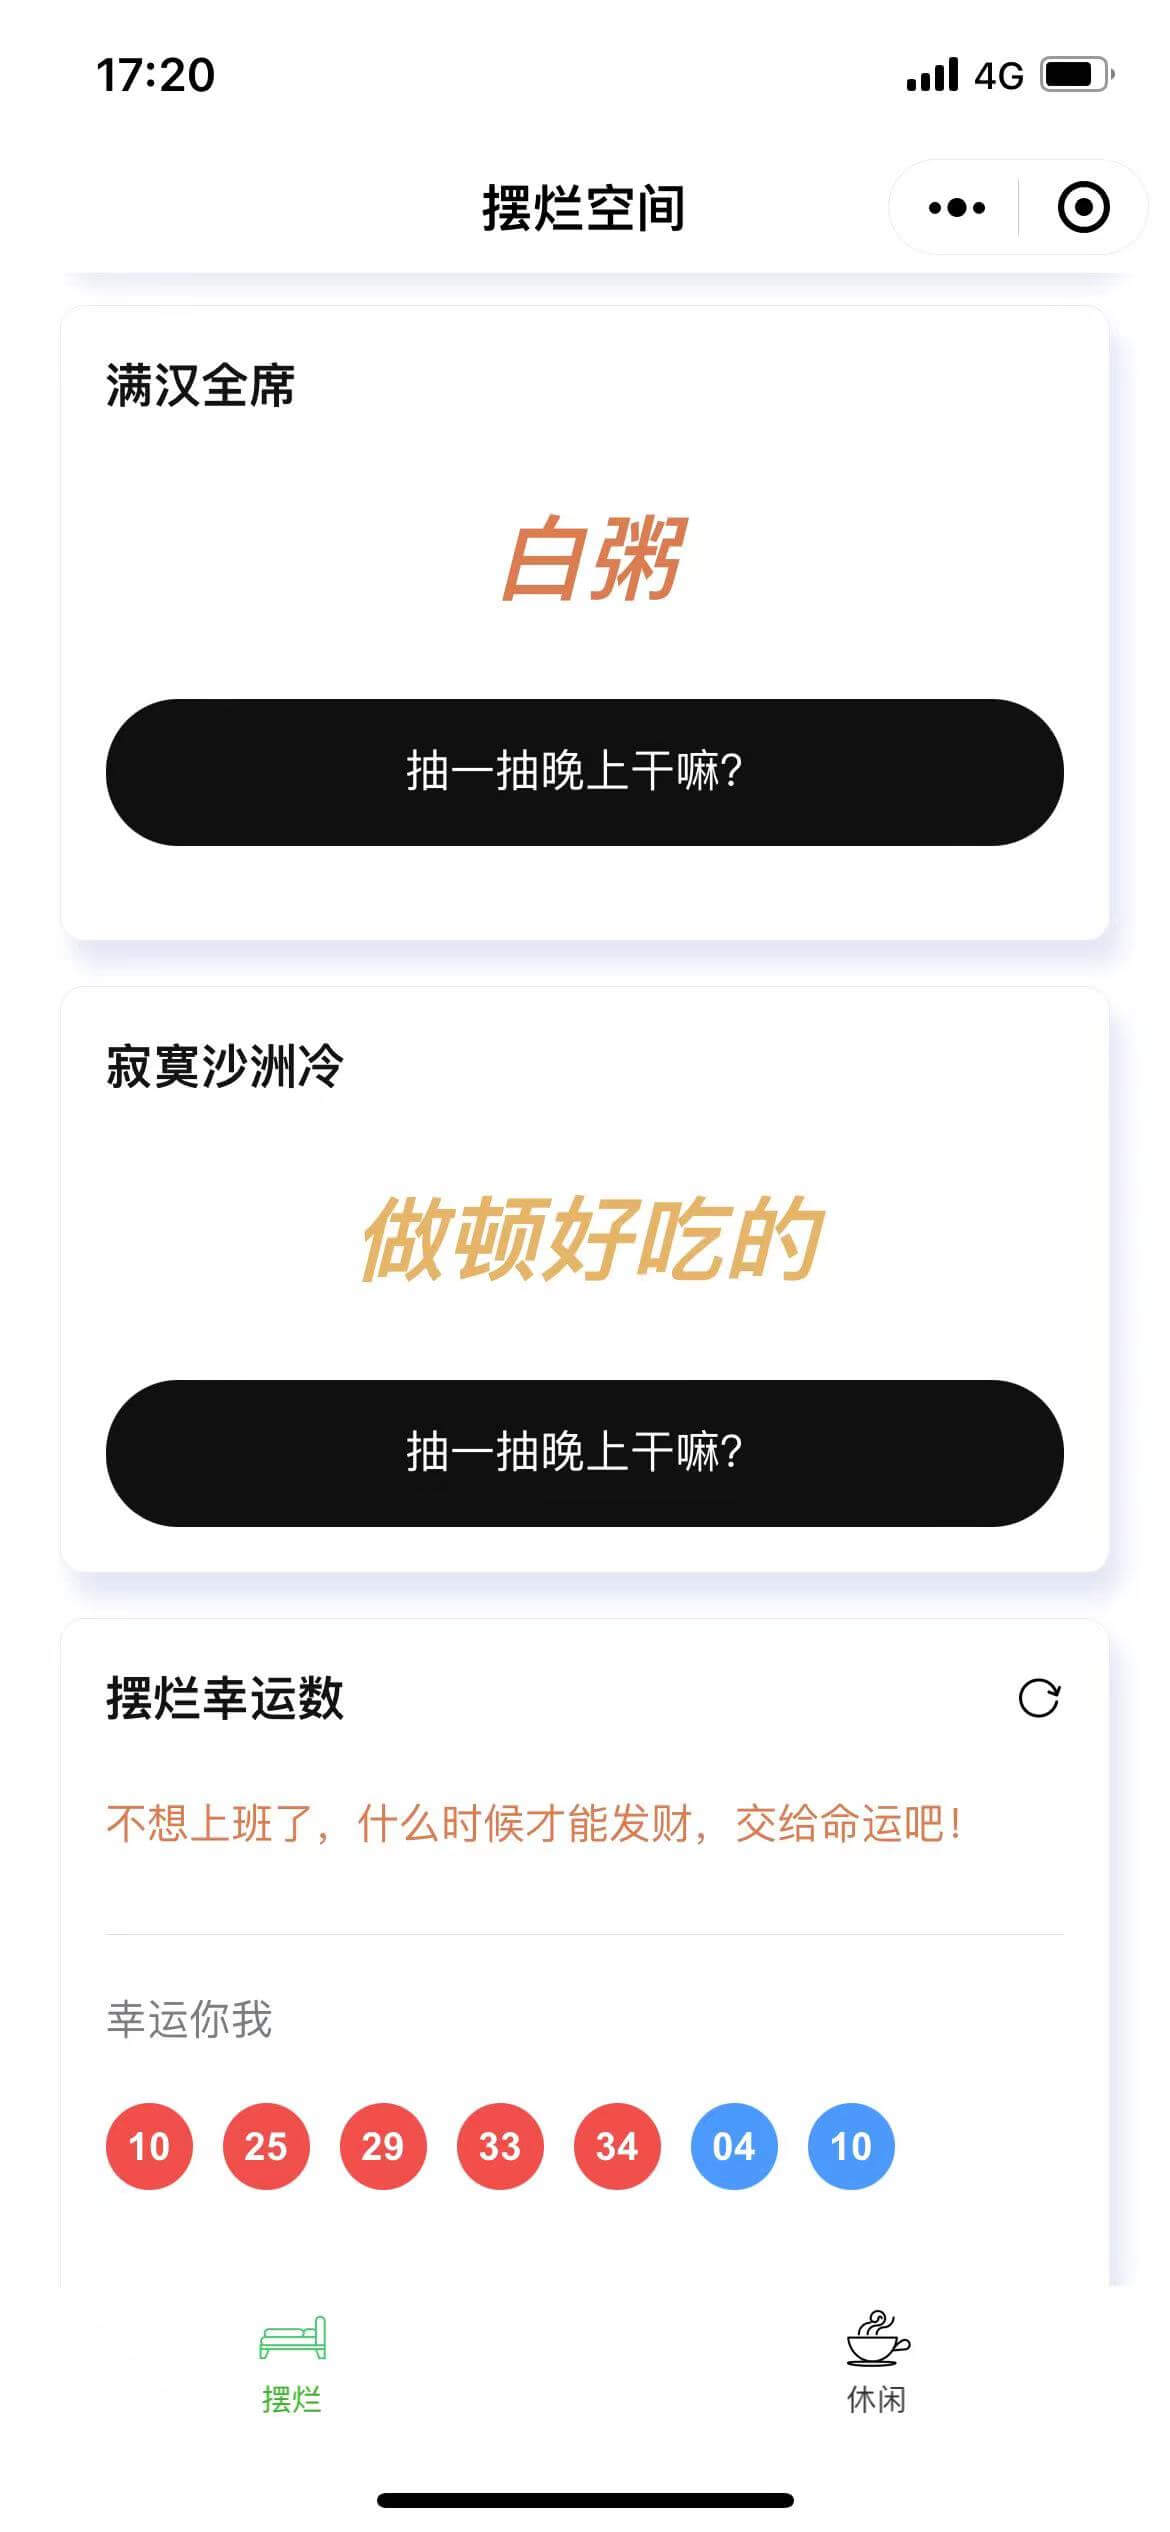 17:20
4G
摆烂空间
满汉全席
白粥
抽一抽晚上干嘛?
寂寞沙洲冷
做顿好吃的
抽一抽晚上干嘛?
摆烂幸运数
不想上班了，什么时候才能发财，交给命运吧！
幸运你我
10 25 29 33 34 04 10
摆烂 休闲